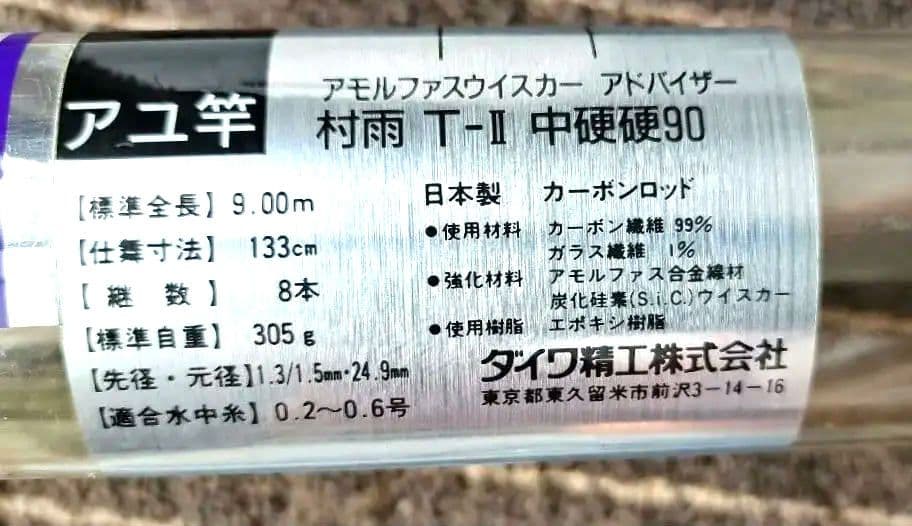 アユ竿
アモルファスウイスカー アドバイザー
村雨 T-Ⅱ 中硬硬90
【標準全長】9.00m
【仕舞寸法】133cm
【継数】8本
【標準自重】305g
【先径・元径】1.3/1.5mm・24.9mm
【適合水中糸】0.2〜0.6号
日本製 カーボンロッド
●使用材料 カーボン繊維 99%
ガラス繊維 1%
●強化材料 アモルファス合金線材
炭化硅素(S.i.C)ウイスカー
●使用樹脂 エポキシ樹脂
ダイワ精工株式会社
東京都東久留米市前沢3-14-16